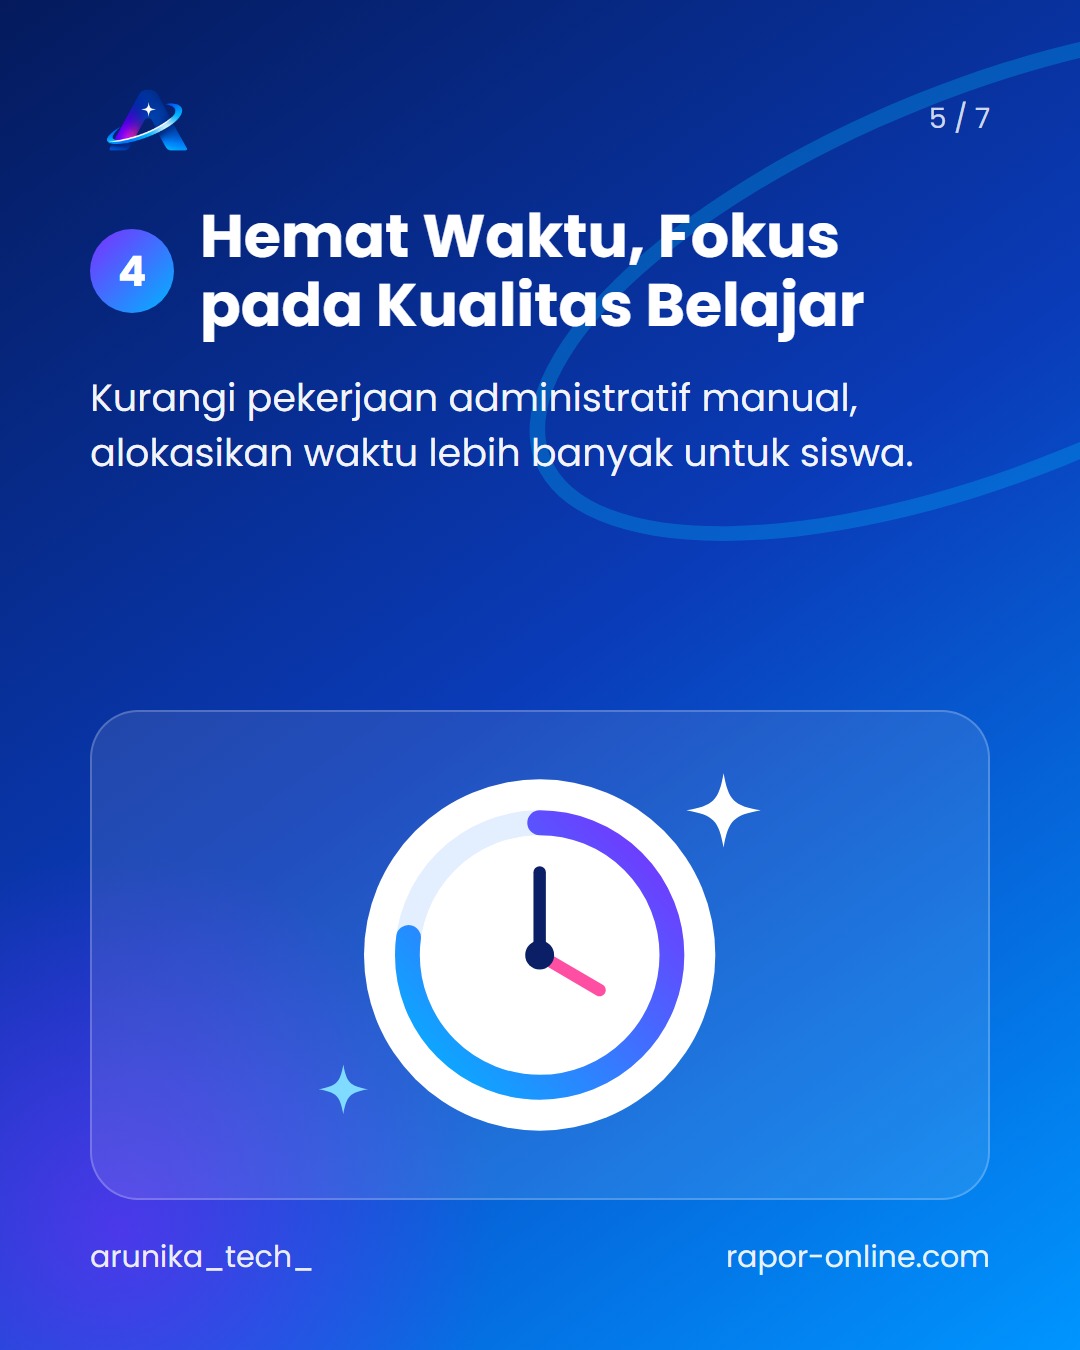 5 / 7
4
Hemat Waktu, Fokus
pada Kualitas Belajar
Kurangi pekerjaan administratif manual,
alokasikan waktu lebih banyak untuk siswa.
arunika_tech_
rapor-online.com